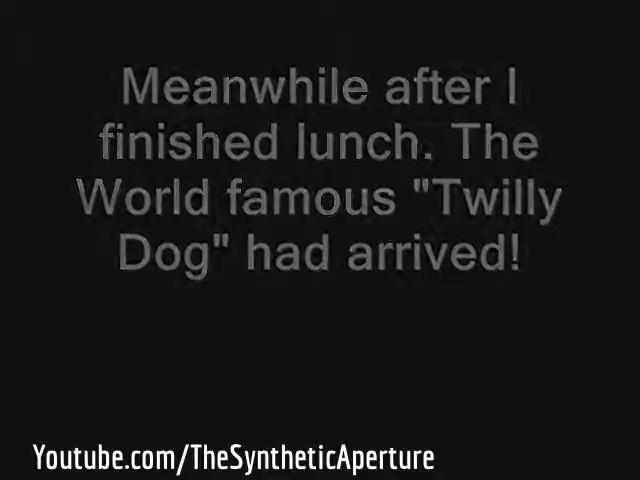 Meanwhile after I
finished lunch. The
World famous "Twilly
Dog" had arrived!
Youtube.com/TheSyntheticAperture